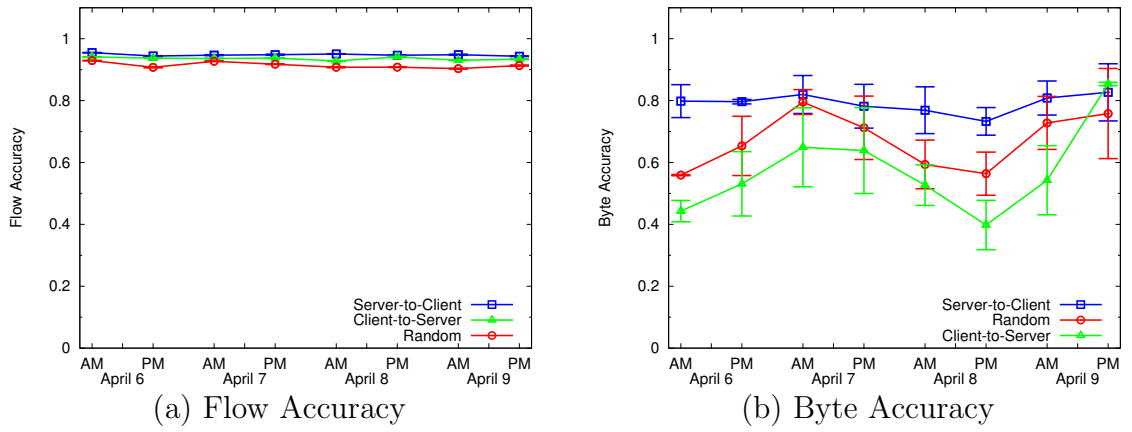 1
0.8
0.6
0.4
0.2
0
Flow Accuracy
Server-to-Client
Client-to-Server
Random
AM PM AM PM AM PM AM PM
April 6 April 7 April 8 April 9
(a) Flow Accuracy
1
0.8
0.6
0.4
0.2
0
Byte Accuracy
Server-to-Client
Random
Client-to-Server
AM PM AM PM AM PM AM PM
April 6 April 7 April 8 April 9
(b) Byte Accuracy